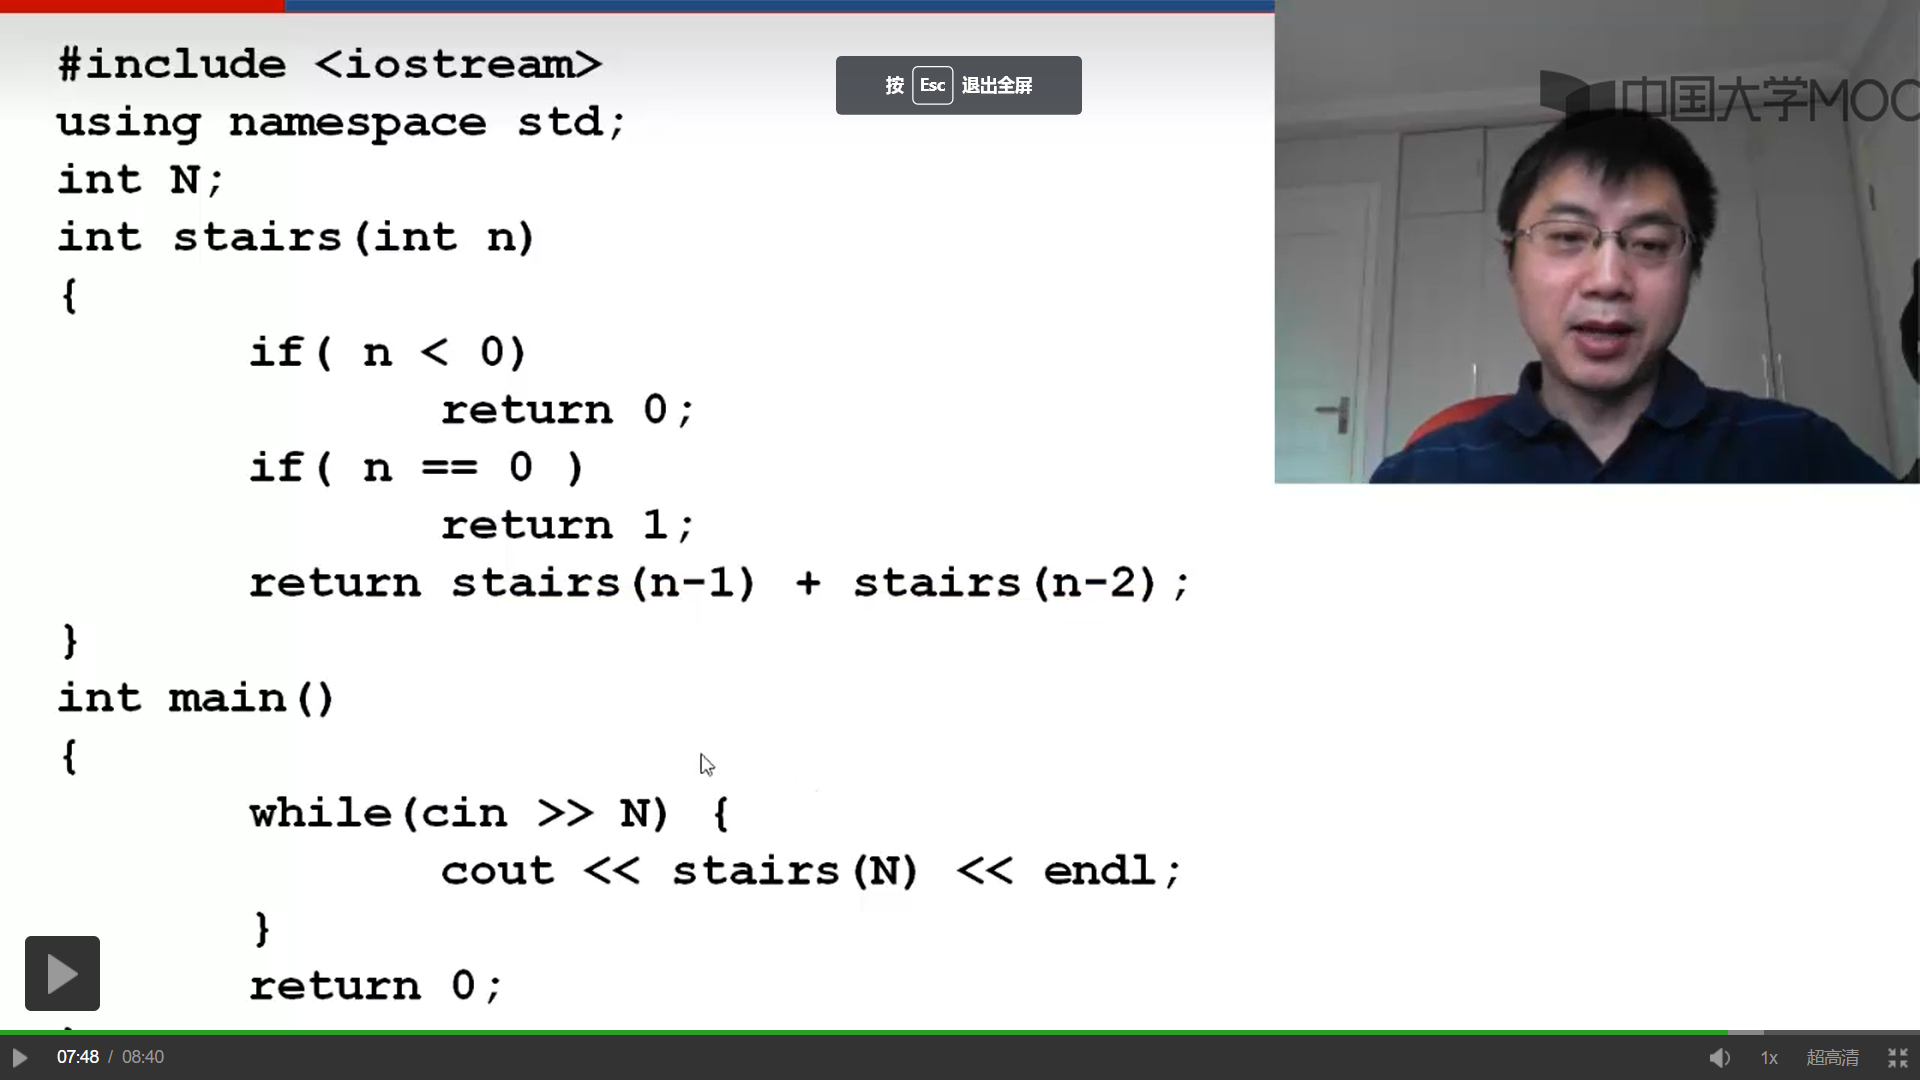 #include <iostream>
using namespace std;
int N;
int stairs(int n)
{
if( n < 0)
return 0;
if( n == 0 )
return 1;
return stairs(n-1) + stairs(n-2);
}
int main()
{
while(cin >> N) {
cout << stairs(N) << endl;
}
return 0;
按 Esc 退出全屏
中国大学MOO
07:48 / 08:40
1x
超高清